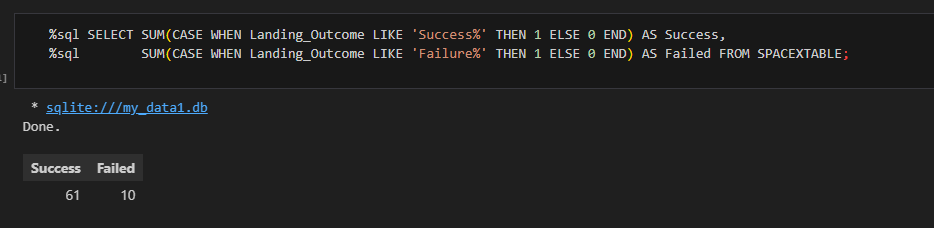 %sql SELECT SUM(CASE WHEN Landing_Outcome LIKE 'Success%' THEN 1 ELSE 0 END) AS Success,
%sql        SUM(CASE WHEN Landing_Outcome LIKE 'Failure%' THEN 1 ELSE 0 END) AS Failed FROM SPACEXTABLE;
]
* sqlite:///my_data1.db
Done.
Success Failed
61 10